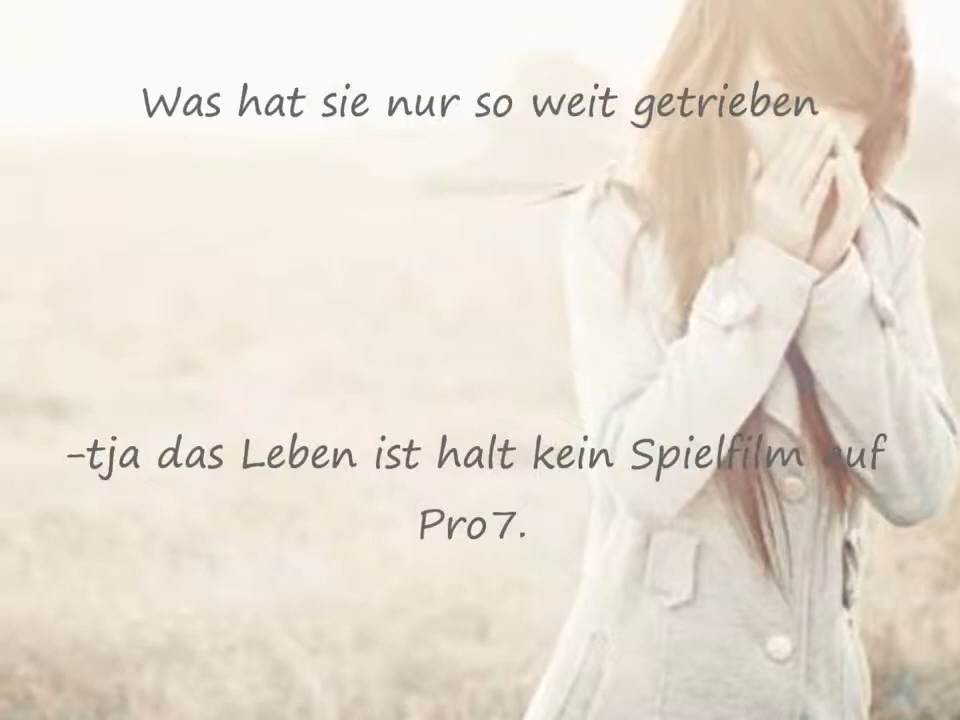 Was hat sie nur so weit getrieben
-tja das Leben ist halt kein Spielfilm auf
Pro7.